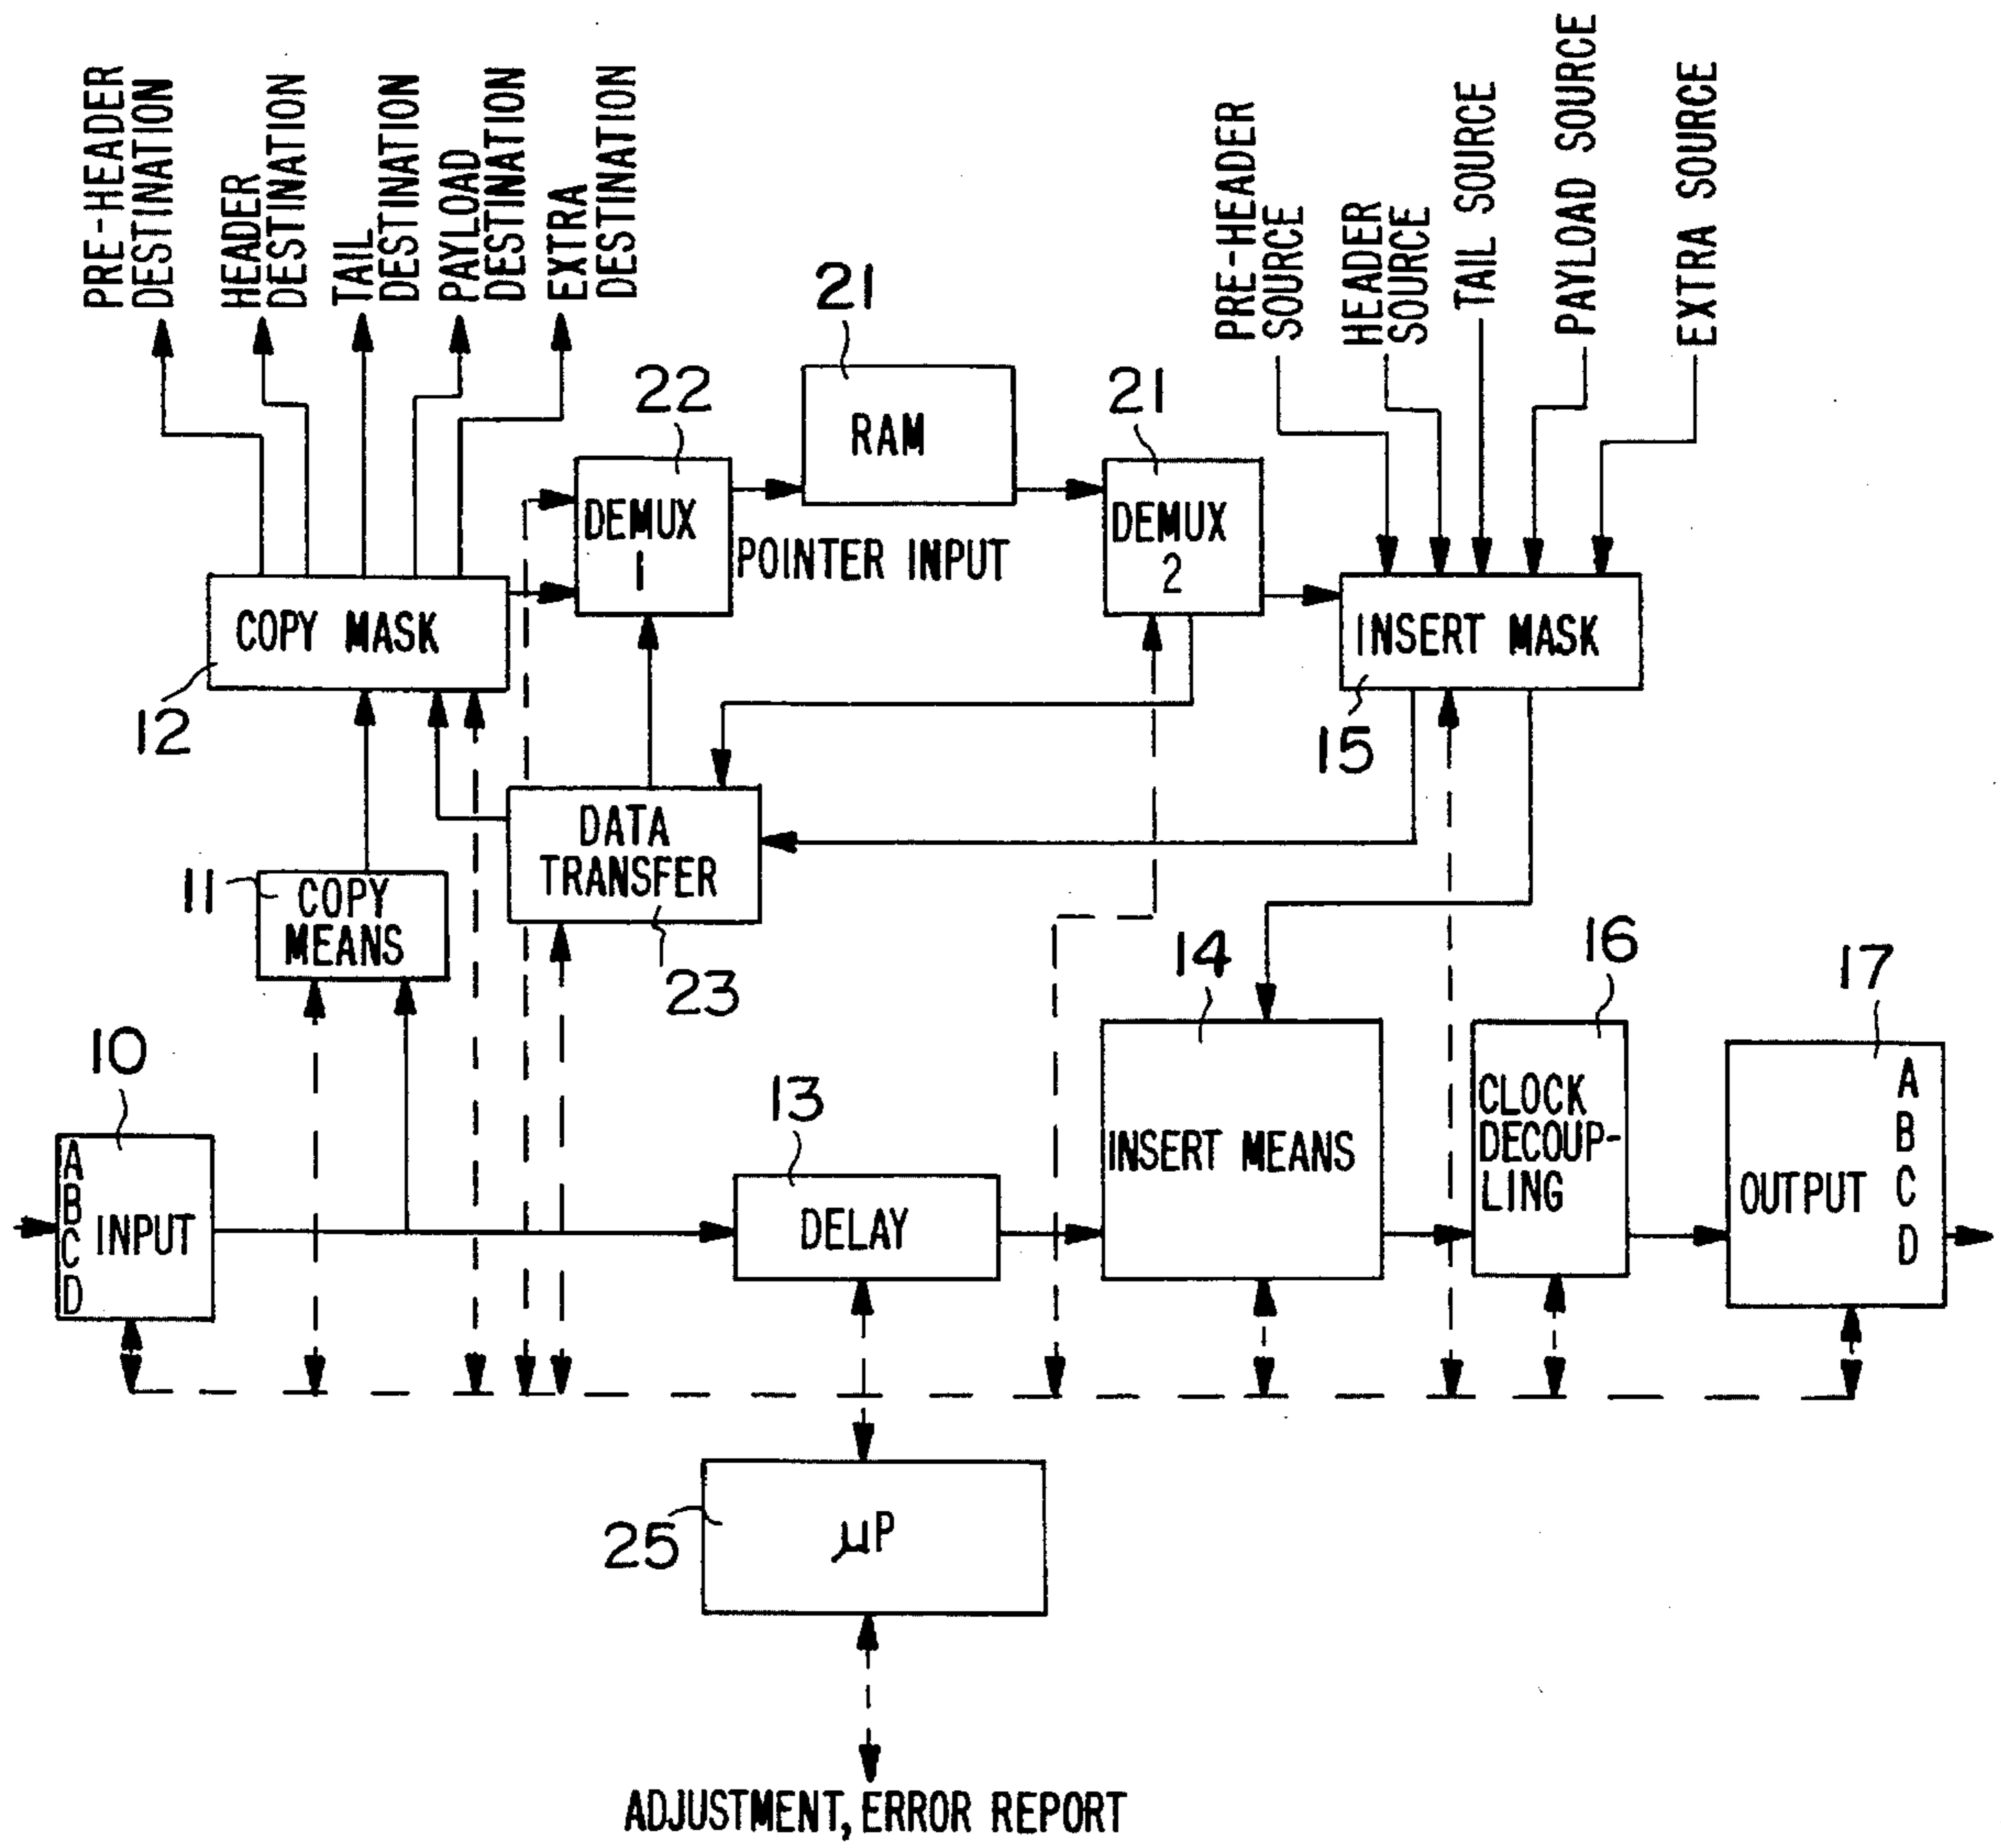 PRE-HEADER
DESTINATION
HEADER
DESTINATION
TAIL
DESTINATION
PAYLOAD
DESTINATION
EXTRA
DESTINATION
PRE-HEADER
SOURCE
HEADER
SOURCE
TAIL SOURCE
PAYLOAD SOURCE
EXTRA SOURCE
21
RAM
22
DEMUX
1
POINTER INPUT
21
DEMUX
2
COPY MASK
12
INSERT MASK
15
DATA
TRANSFER
23
11
COPY
MEANS
10
A
B
C
D
INPUT
13
DELAY
14
INSERT MEANS
16
CLOCK
DECOUP-
LING
17
OUTPUT
A
B
C
D
25
µP
ADJUSTMENT, ERROR REPORT